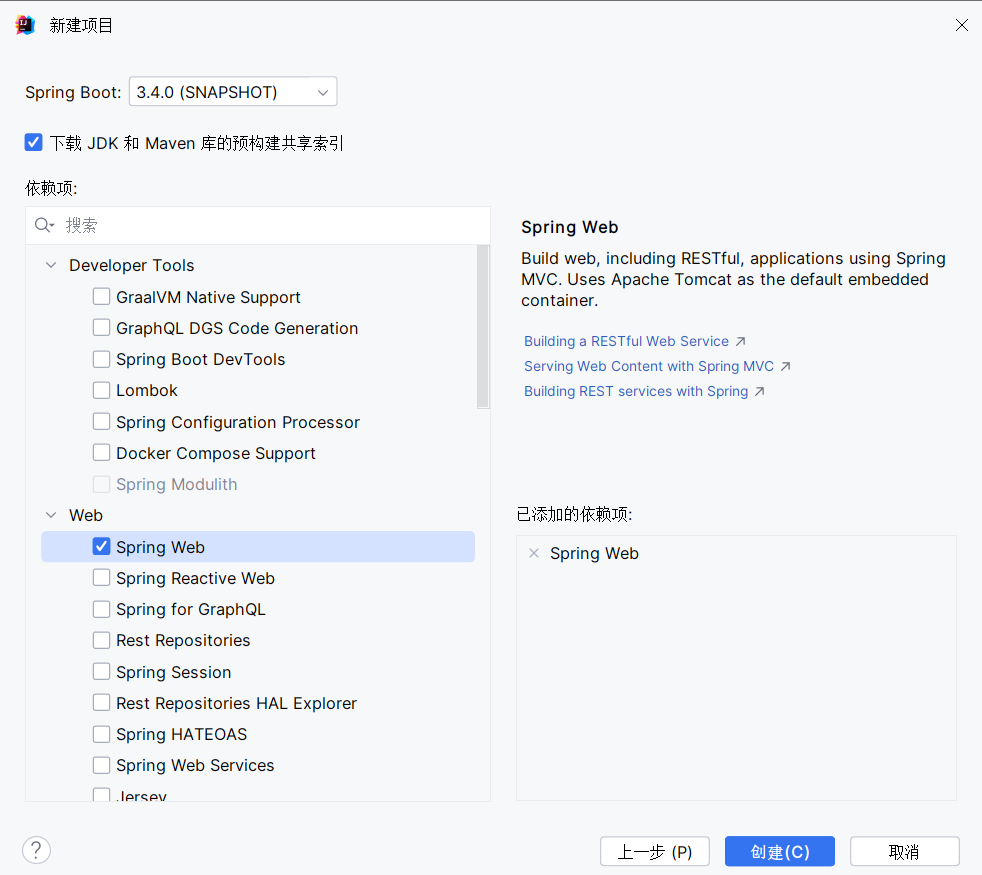 新建项目
Spring Boot: 3.4.0 (SNAPSHOT)
下载 JDK 和 Maven 库的预构建共享索引
依赖项:
搜索
Developer Tools
GraalVM Native Support
GraphQL DGS Code Generation
Spring Boot DevTools
Lombok
Spring Configuration Processor
Docker Compose Support
Spring Modulith
Web
Spring Web
Spring Reactive Web
Spring for GraphQL
Rest Repositories
Spring Session
Rest Repositories HAL Explorer
Spring HATEOAS
Spring Web Services
Jersey
Spring Web
Build web, including RESTful, applications using Spring
MVC. Uses Apache Tomcat as the default embedded
container.
Building a RESTful Web Service
Serving Web Content with Spring MVC
Building REST services with Spring
已添加的依赖项:
Spring Web
?
上一步 (P)
创建(C)
取消